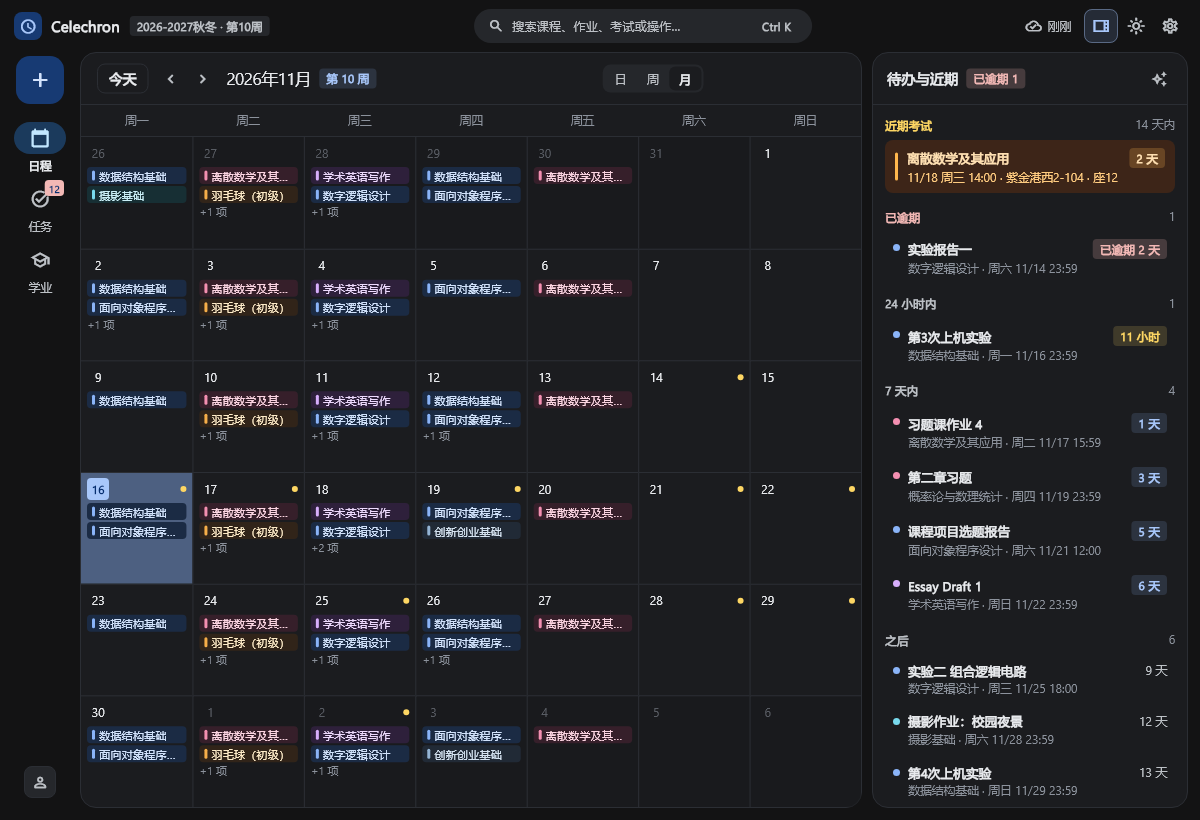 Celechron
2026-2027秋冬 · 第10周
搜索课程、作业、考试或操作...
Ctrl K
刚刚
日程
12
任务
学业
今天
2026年11月
第 10 周
日
周
月
周一
周二
周三
周四
周五
周六
周日
26
数据结构基础
摄影基础
27
离散数学及其...
羽毛球（初级）
+1 项
28
学术英语写作
数字逻辑设计
+1 项
29
数据结构基础
面向对象程序...
30
离散数学及其...
31
1
2
数据结构基础
面向对象程序...
+1 项
3
离散数学及其...
羽毛球（初级）
+1 项
4
学术英语写作
数字逻辑设计
+1 项
5
面向对象程序...
6
离散数学及其...
7
8
9
数据结构基础
10
离散数学及其...
羽毛球（初级）
+1 项
11
学术英语写作
数字逻辑设计
+1 项
12
数据结构基础
面向对象程序...
+1 项
13
离散数学及其...
14
15
16
数据结构基础
面向对象程序...
17
离散数学及其...
羽毛球（初级）
+1 项
18
学术英语写作
数字逻辑设计
+2 项
19
面向对象程序...
创新创业基础
20
离散数学及其...
21
22
23
数据结构基础
24
离散数学及其...
羽毛球（初级）
+1 项
25
学术英语写作
数字逻辑设计
+1 项
26
数据结构基础
面向对象程序...
+1 项
27
离散数学及其...
28
29
30
数据结构基础
面向对象程序...
1
离散数学及其...
羽毛球（初级）
+1 项
2
学术英语写作
数字逻辑设计
+1 项
3
面向对象程序...
创新创业基础
4
离散数学及其...
5
6
待办与近期
已逾期 1
近期考试
14 天内
离散数学及其应用
2 天
11/18 周三 14:00 · 紫金港西2-104 · 座12
已逾期
1
实验报告一
已逾期 2 天
数字逻辑设计 · 周六 11/14 23:59
24 小时内
1
第3次上机实验
11 小时
数据结构基础 · 周一 11/16 23:59
7 天内
4
习题课作业 4
1 天
离散数学及其应用 · 周二 11/17 15:59
第二章习题
3 天
概率论与数理统计 · 周四 11/19 23:59
课程项目选题报告
5 天
面向对象程序设计 · 周六 11/21 12:00
Essay Draft 1
6 天
学术英语写作 · 周日 11/22 23:59
之后
6
实验二 组合逻辑电路
9 天
数字逻辑设计 · 周三 11/25 18:00
摄影作业：校园夜景
12 天
摄影基础 · 周六 11/28 23:59
第4次上机实验
13 天
数据结构基础 · 周日 11/29 23:59